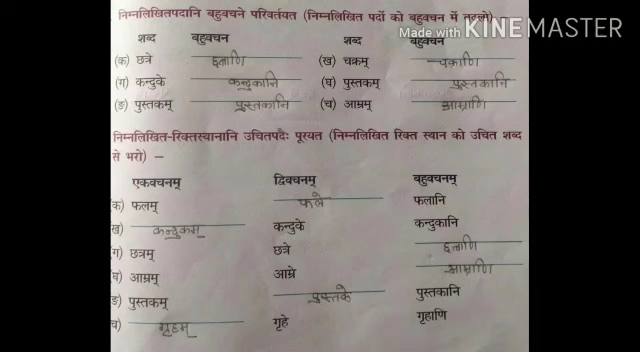 निम्नलिखितपदानि बहुवचने परिवर्तयत (निम्नलिखित पदों को बहुवचन में बदलो)
Made with KINEMASTER
शब्द बहुवचन शब्द बहुवचन
(क) छत्रे छत्राणि (ख) चक्रम् चक्राणि
(ग) कन्दुके कन्दुकानि (घ) पुस्तकम् पुस्तकानि
(ङ) पुस्तकम् पुस्तकानि (च) आम्रम् आम्राणि
निम्नलिखित-रिक्तस्थानानि उचितपदैः पूरयत (निम्नलिखित रिक्त स्थान को उचित शब्द
से भरो) –
एकवचनम् द्विवचनम् बहुवचनम्
क) फलम् फले फलानि
ख) कन्दुकम् कन्दुके कन्दुकानि
ग) छत्रम् छत्रे छत्राणि
(घ) आम्रम् आम्रे आम्राणि
ङ) पुस्तकम् पुस्तके पुस्तकानि
च) गृहम् गृहे गृहाणि